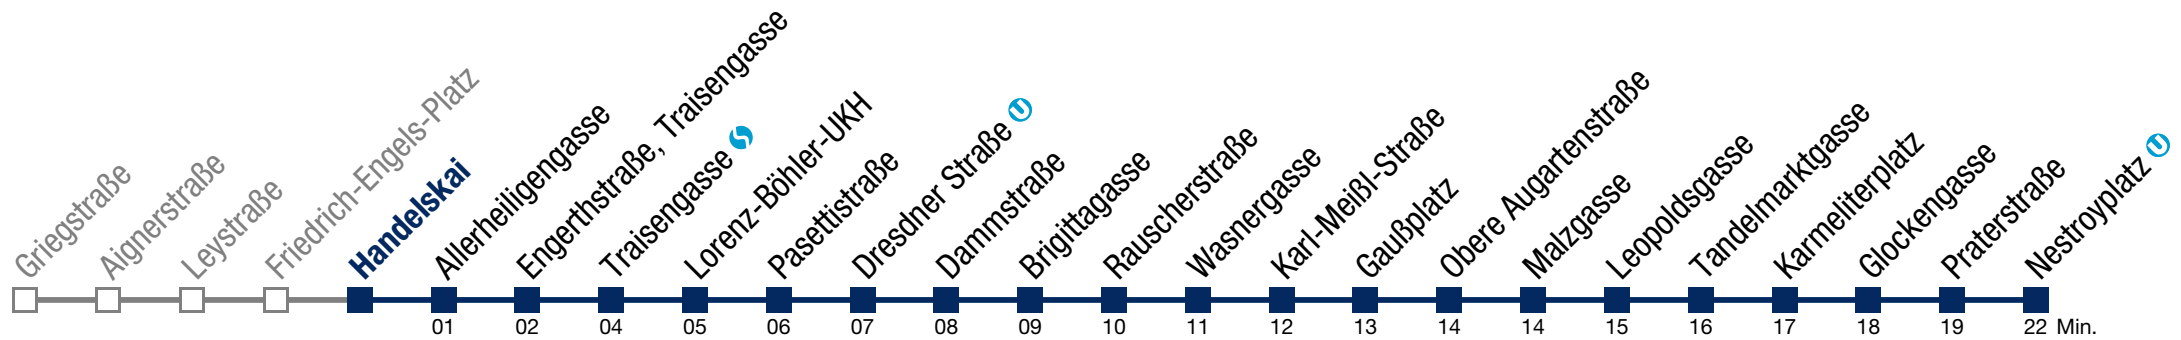 Griegstraße
Aignerstraße
Leystraße
Friedrich-Engels-Platz
Handelskai
Allerheiligengasse
Engerthstraße, Traisengasse
Traisengasse
Lorenz-Böhler-UKH
Pasettistraße
Dresdner Straße U
Dammstraße
Brigittagasse
Rauscherstraße
Wasnergasse
Karl-Meißl-Straße
Gaußplatz
Obere Augartenstraße
Malzgasse
Leopoldsgasse
Tandelmarktgasse
Karmeliterplatz
Glockengasse
Praterstraße
Nestroyplatz U
01 02 04 05 06 07 08 09 10 11 12 13 14 14 15 16 17 18 19 22 Min.